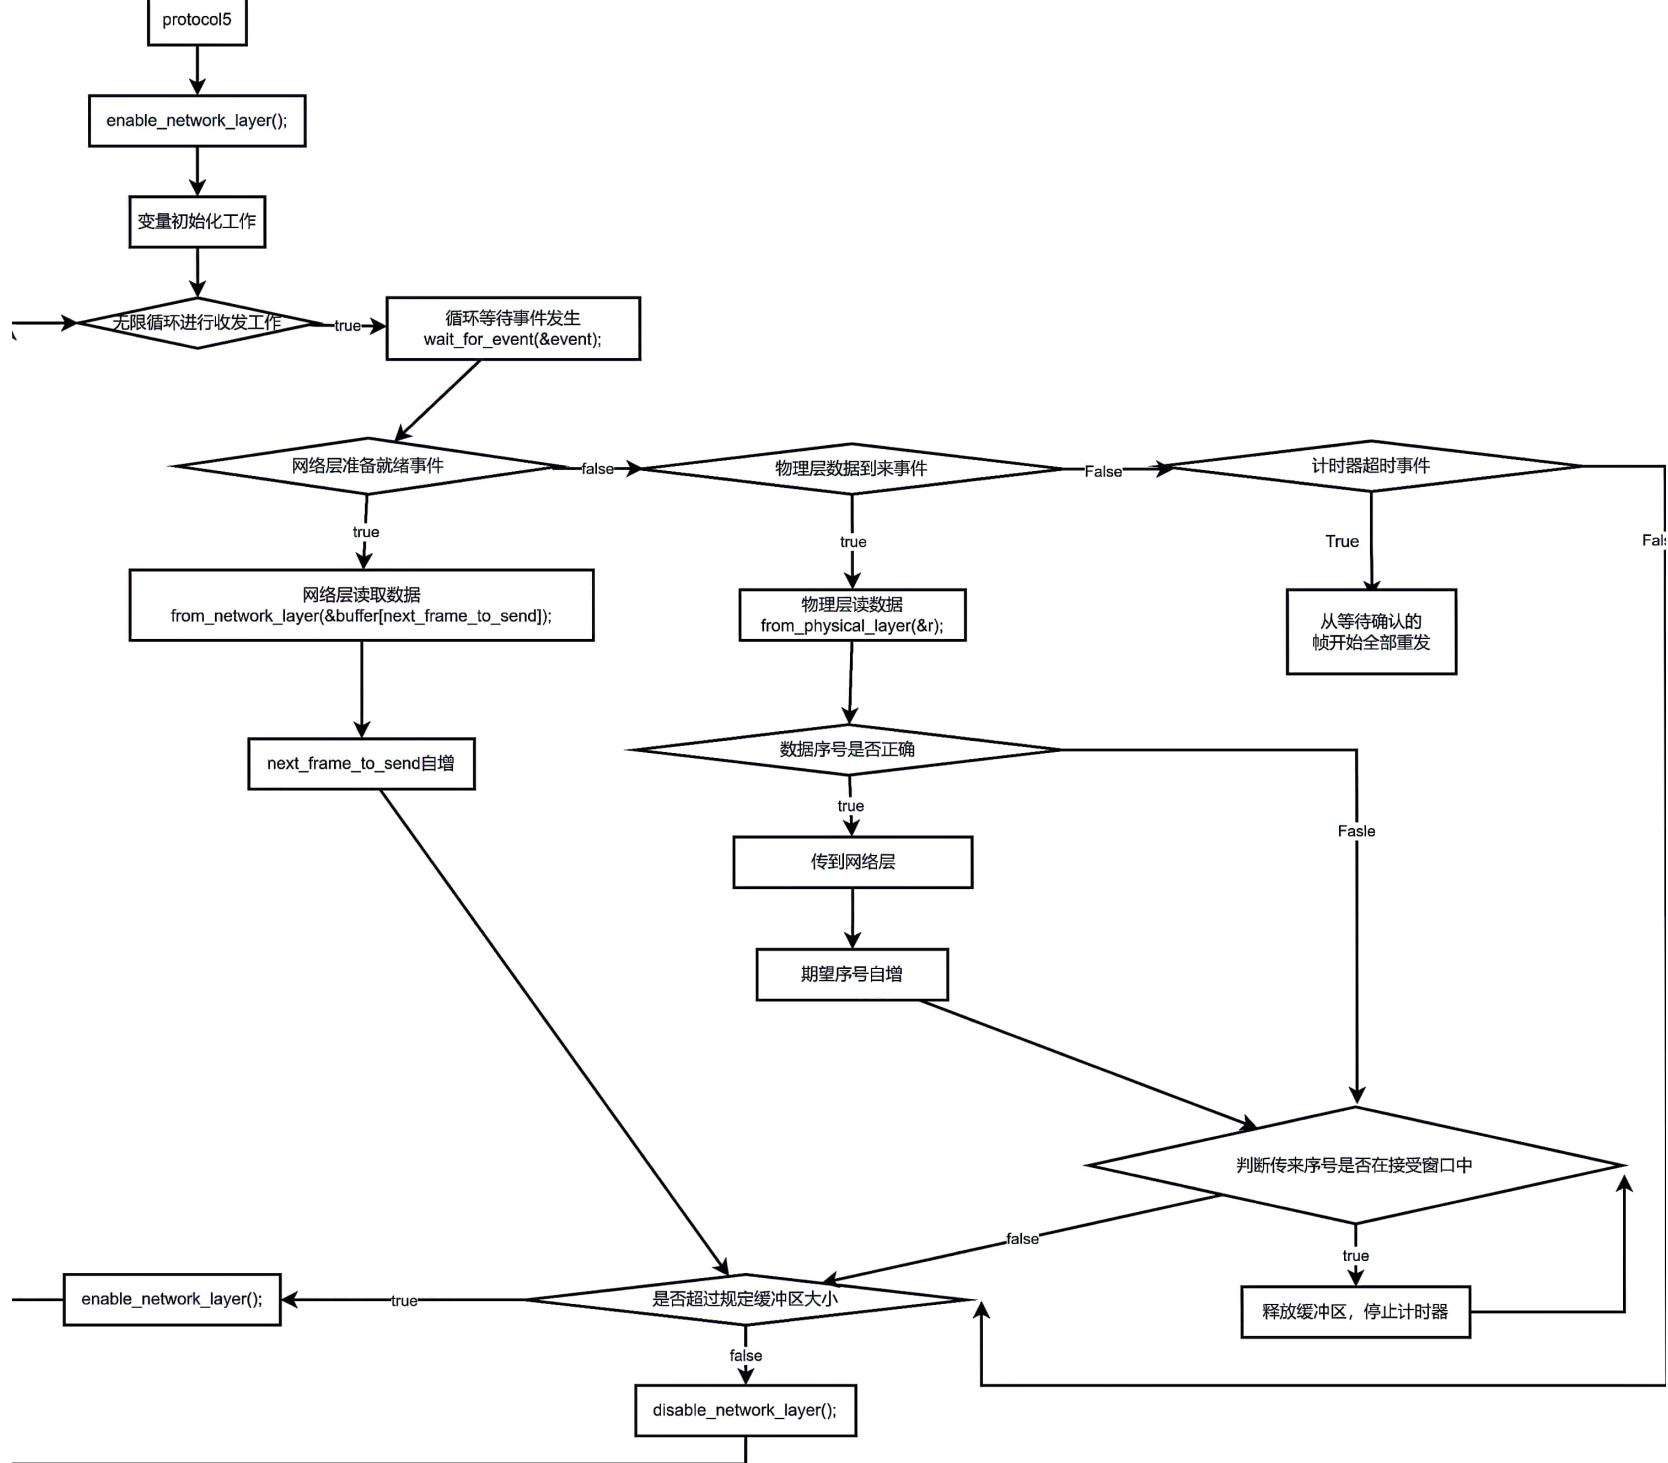 protocol5
enable_network_layer();
变量初始化工作
无限循环进行收发工作
true
循环等待事件发生
wait_for_event(&event);
网络层准备就绪事件
false
物理层数据到来事件
False
计时器超时事件
true
true
True
Fals
网络层读取数据
from_network_layer(&buffer[next_frame_to_send]);
物理层读数据
from_physical_layer(&r);
从等待确认的
帧开始全部重发
next_frame_to_send自增
数据序号是否正确
true
Fasle
传到网络层
期望序号自增
判断传来序号是否在接受窗口中
false
true
enable_network_layer();
true
是否超过规定缓冲区大小
释放缓冲区，停止计时器
false
disable_network_layer();